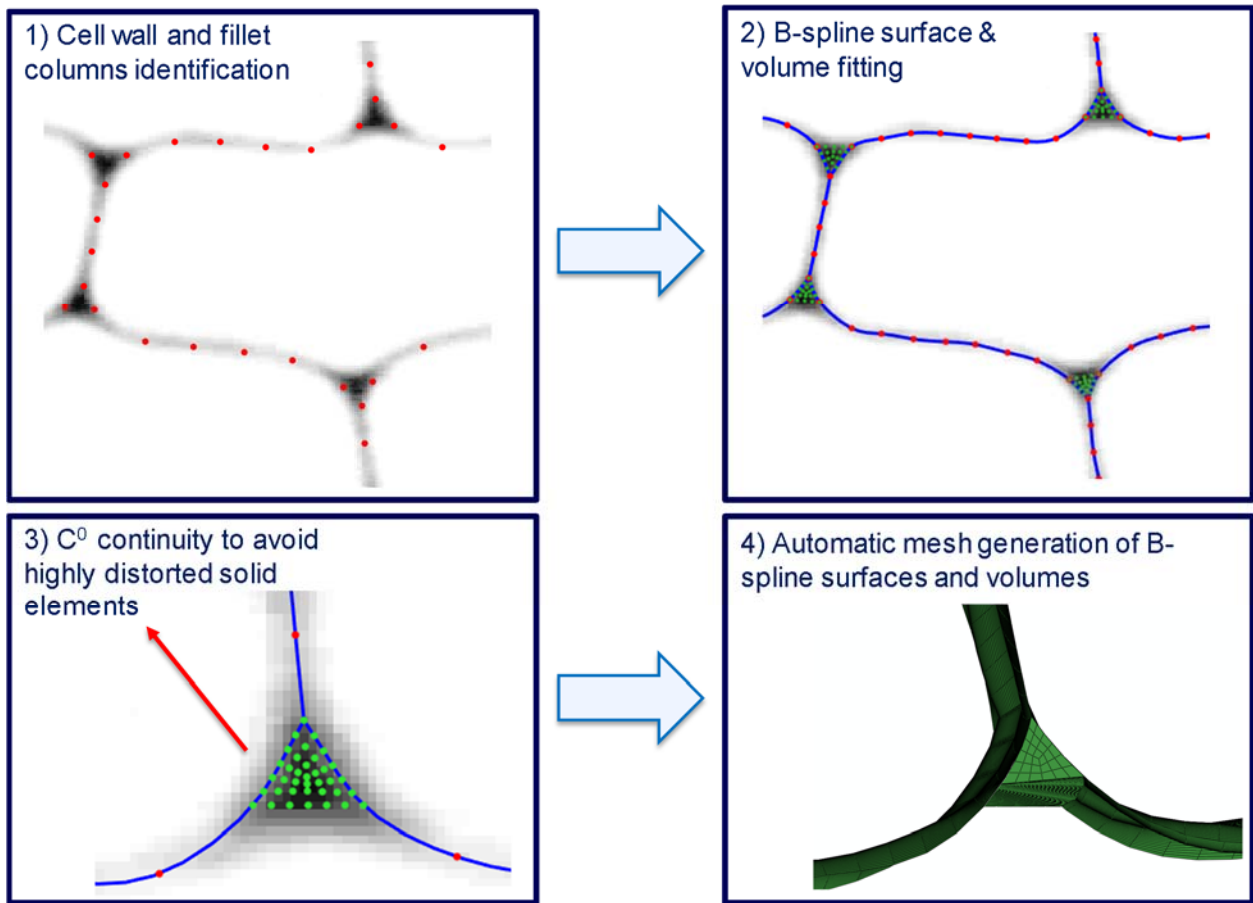 1) Cell wall and fillet
columns identification
2) B-spline surface &
volume fitting
3) C⁰ continuity to avoid
highly distorted solid
elements
4) Automatic mesh generation of B-
spline surfaces and volumes